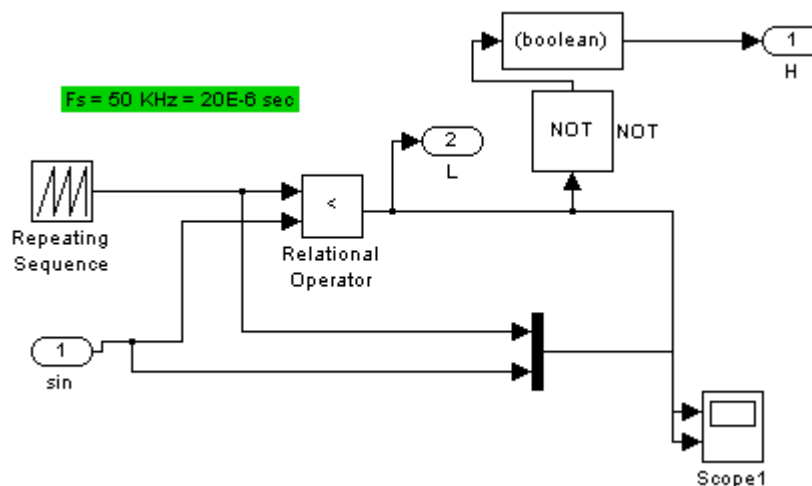 (boolean)
1
H
Fs = 50 KHz = 20E-6 sec
NOT
NOT
2
L
<
Repeating
Sequence
Relational
Operator
1
sin
Scope1